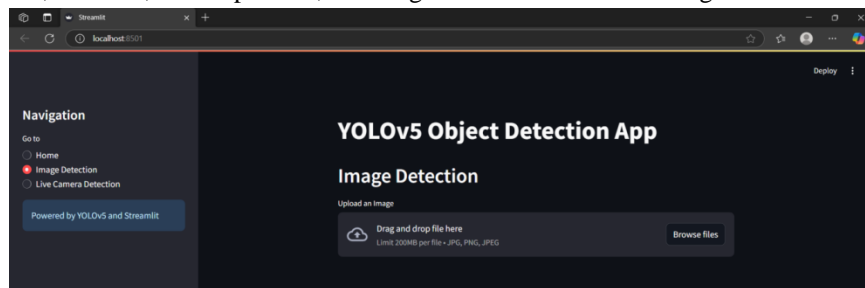 Streamlit
localhost:8501
Deploy
Navigation
Go to
Home
Image Detection
Live Camera Detection
Powered by YOLOv5 and Streamlit
YOLOv5 Object Detection App
Image Detection
Upload an Image
Drag and drop file here
Limit 200MB per file • JPG, PNG, JPEG
Browse files